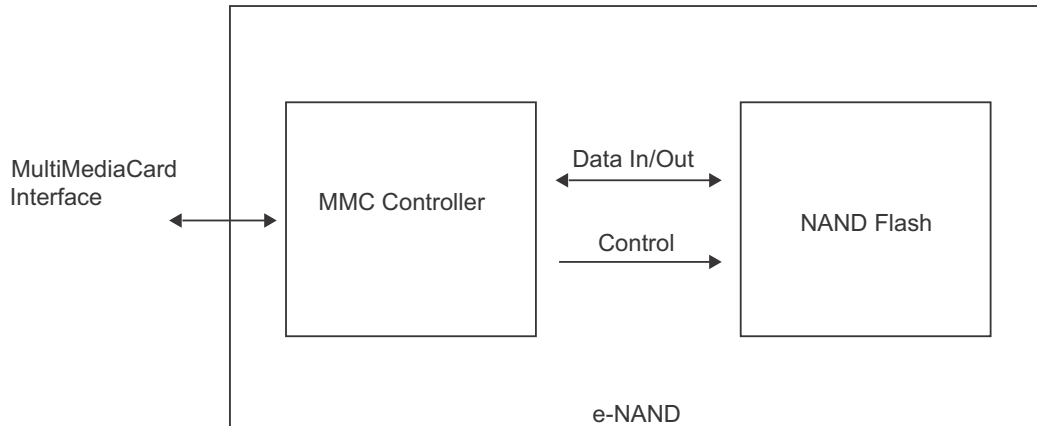 MultiMediaCard
Interface
MMC Controller
Data In/Out
Control
NAND Flash
e-NAND